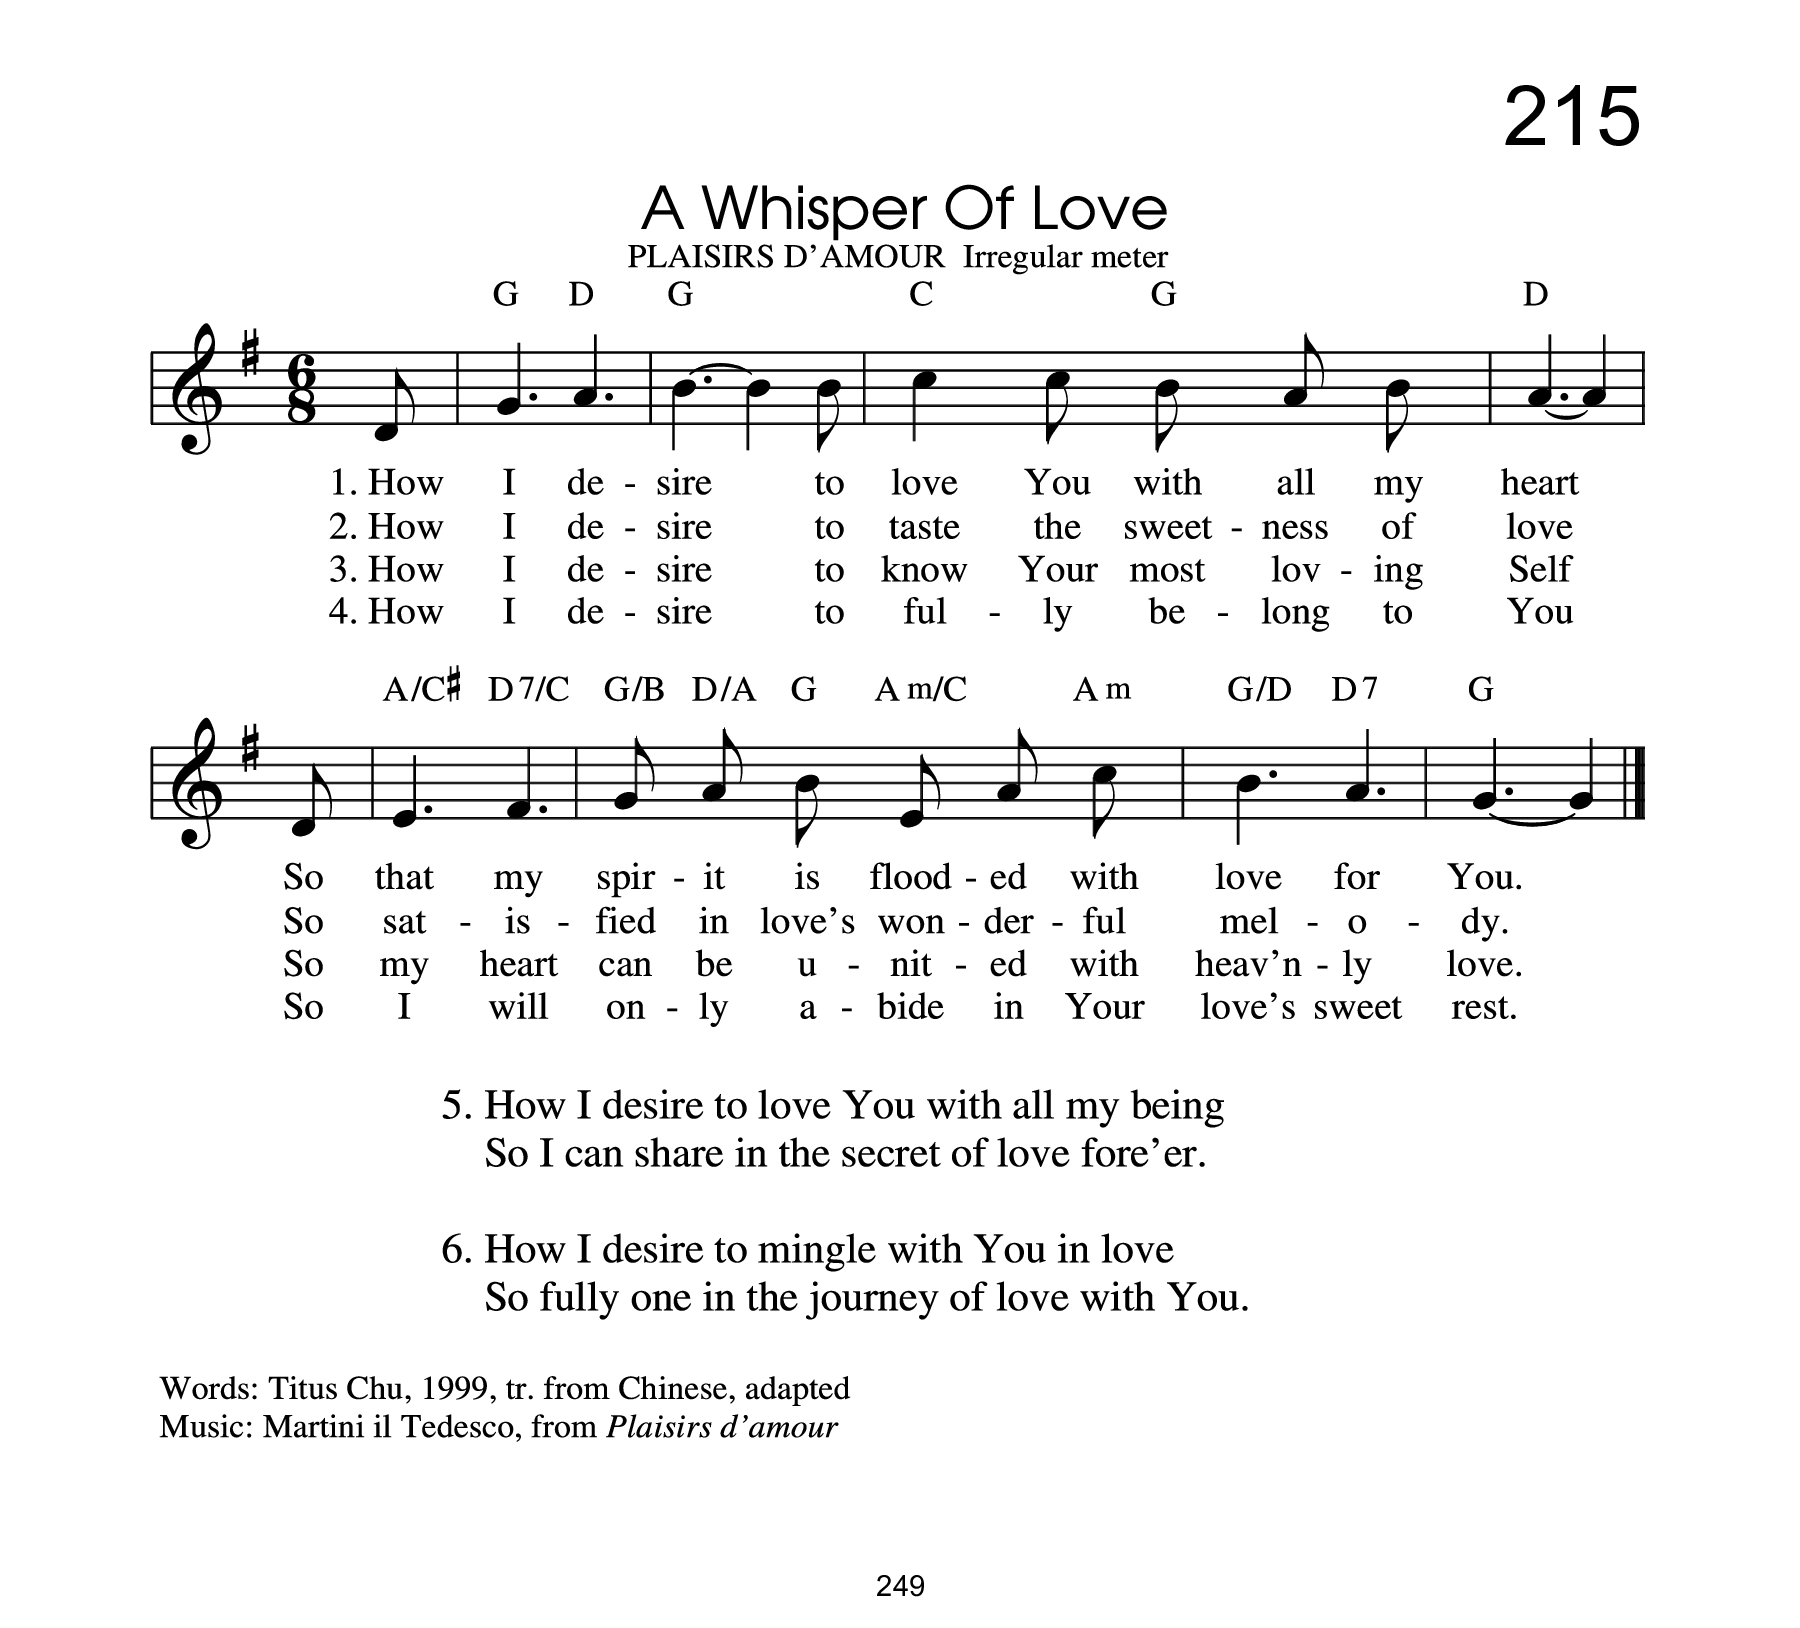 215
A Whisper Of Love
PLAISIRS D’AMOUR Irregular meter
G D G C G D
6
8
1. How I de - sire to love You with all my heart
2. How I de - sire to taste the sweet - ness of love
3. How I de - sire to know Your most lov - ing Self
4. How I de - sire to ful - ly be - long to You
A/C♯ D7/C G/B D/A G Am/C Am G/D D7 G
So that my spir - it is flood - ed with love for You.
So sat - is - fied in love’s won - der - ful mel - o - dy.
So my heart can be u - nit - ed with heav’n - ly love.
So I will on - ly a - bide in Your love’s sweet rest.
5. How I desire to love You with all my being
So I can share in the secret of love fore’er.
6. How I desire to mingle with You in love
So fully one in the journey of love with You.
Words: Titus Chu, 1999, tr. from Chinese, adapted
Music: Martini il Tedesco, from Plaisirs d’amour
249